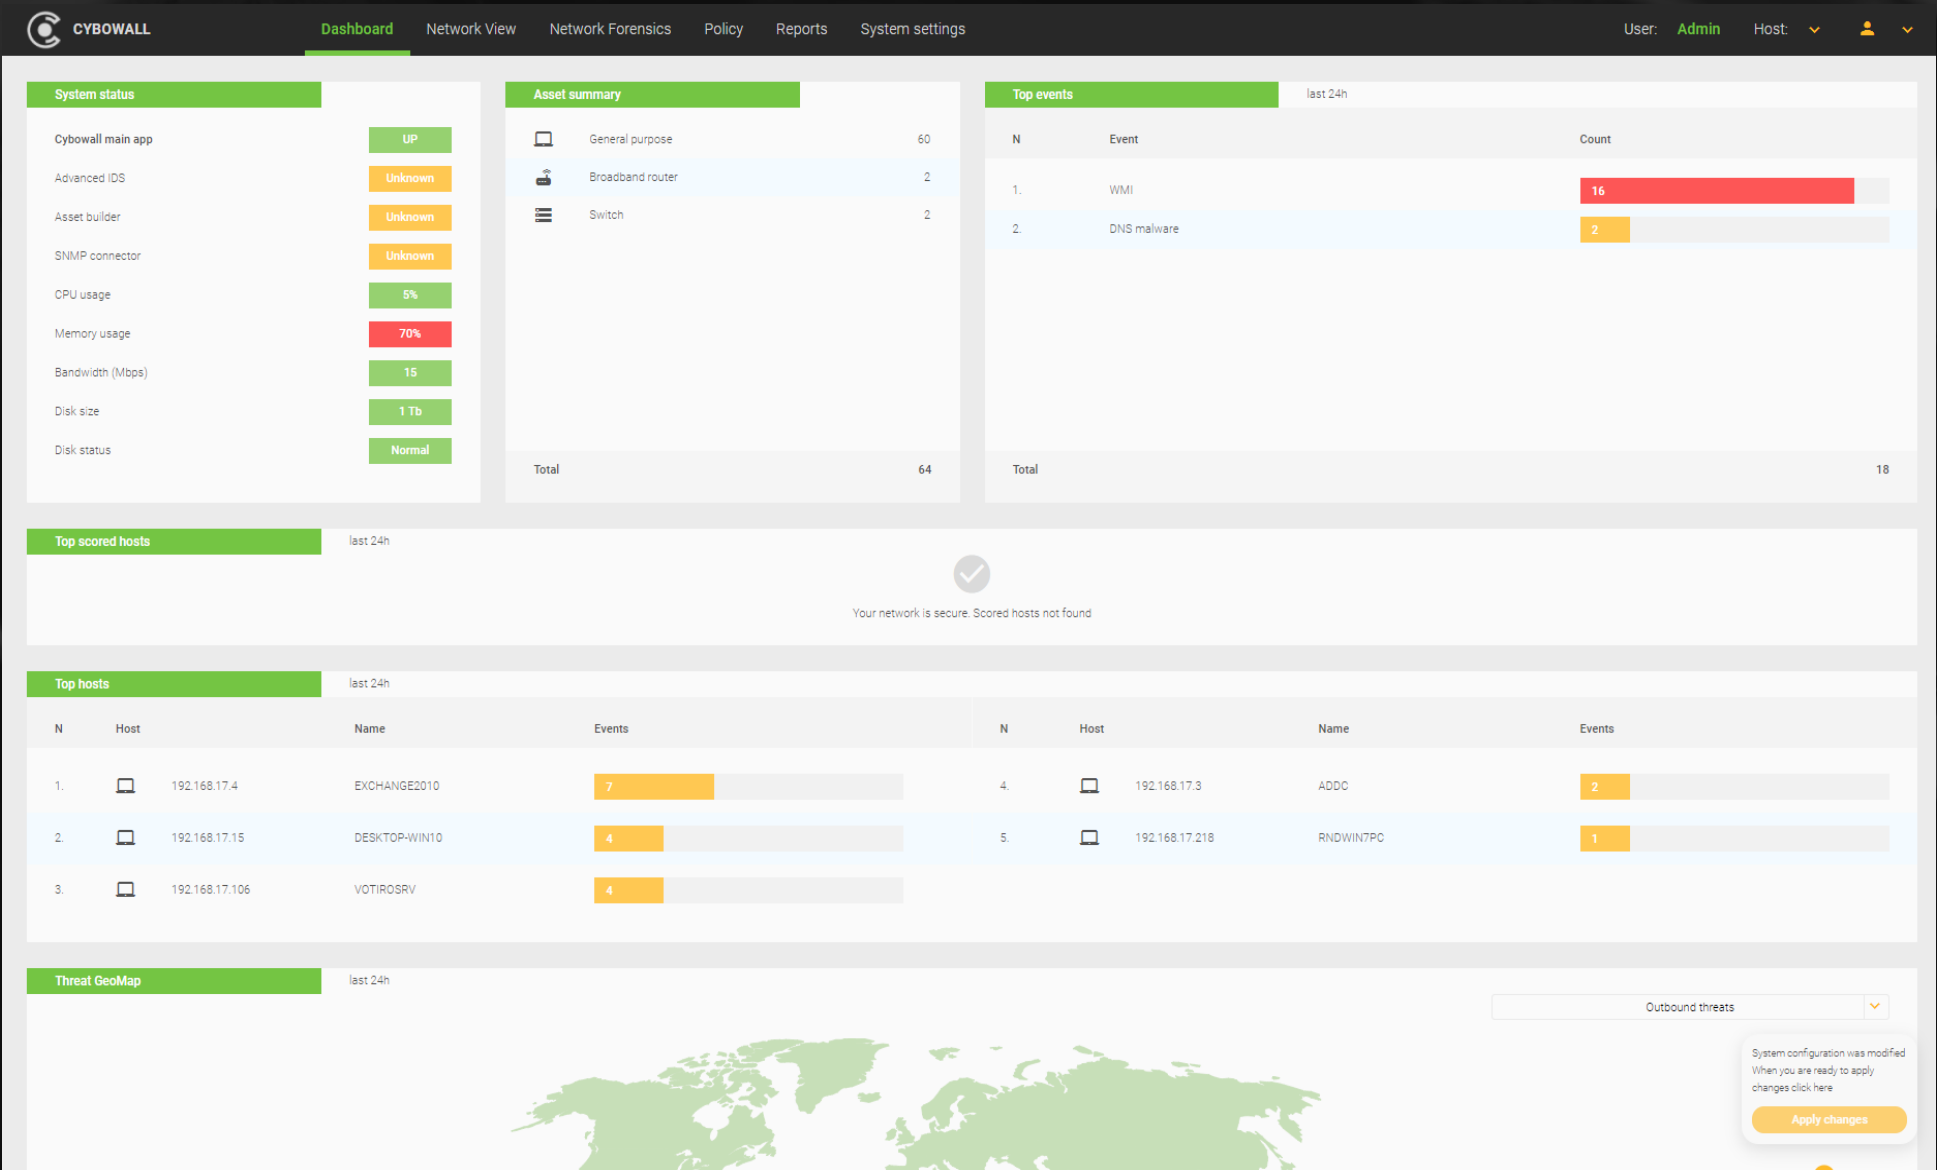 CYBOWALL
Dashboard Network View Network Forensics Policy Reports System settings
User: Admin Host:
System status
Cybowall main app UP
Advanced IDS Unknown
Asset builder Unknown
SNMP connector Unknown
CPU usage 5%
Memory usage 70%
Bandwidth (Mbps) 15
Disk size 1 Tb
Disk status Normal
Asset summary
General purpose 60
Broadband router 2
Switch 2
Total 64
Top events last 24h
N Event Count
1. WMI 16
2. DNS malware 2
Total 18
Top scored hosts last 24h
Your network is secure. Scored hosts not found
Top hosts last 24h
N Host Name Events
1. 192.168.17.4 EXCHANGE2010 7
2. 192.168.17.15 DESKTOP-WIN10 4
3. 192.168.17.106 VOTIROSRV 4
N Host Name Events
4. 192.168.17.3 ADDC 2
5. 192.168.17.218 RNDWIN7PC 1
Threat GeoMap last 24h
Outbound threats
System configuration was modified
When you are ready to apply
changes click here
Apply changes